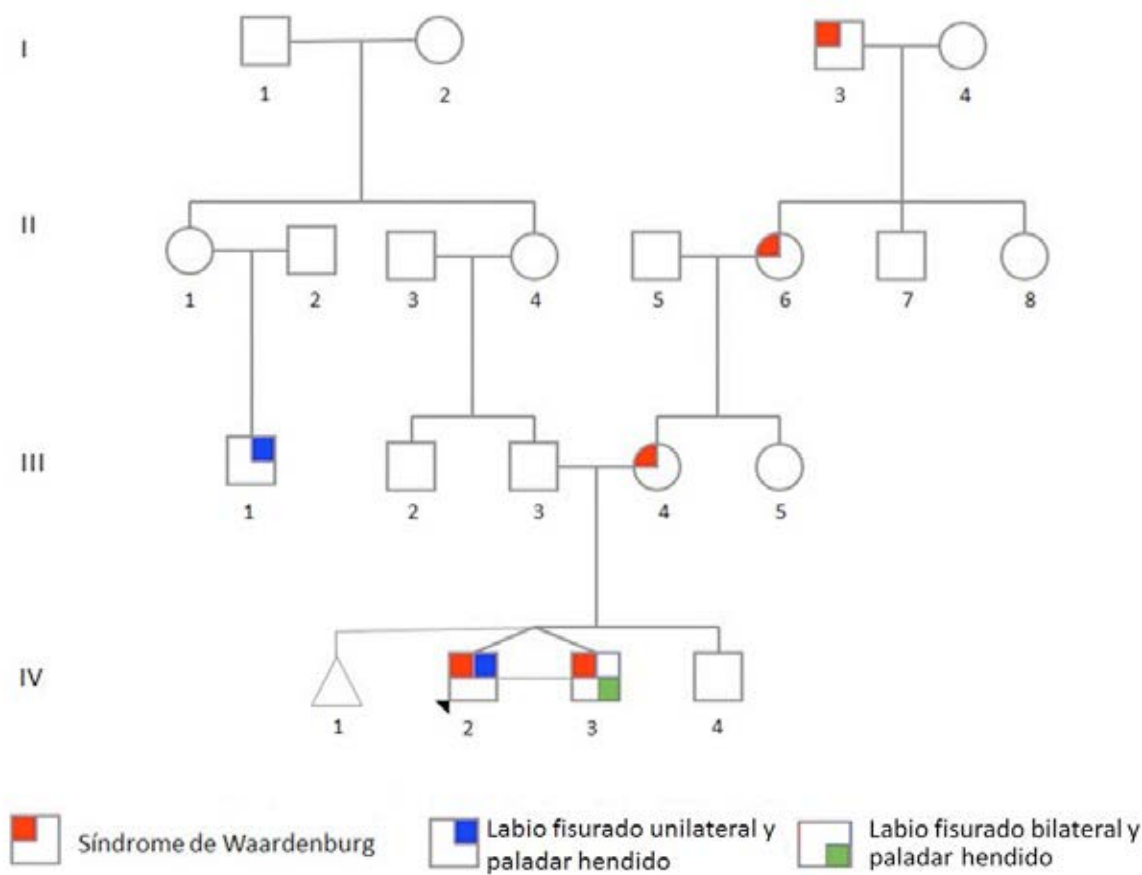 I
1
2
3
4
II
1
2
3
4
5
6
7
8
III
1
2
3
4
5
IV
1
2
3
4
Síndrome de Waardenburg
Labio fisurado unilateral y
paladar hendido
Labio fisurado bilateral y
paladar hendido